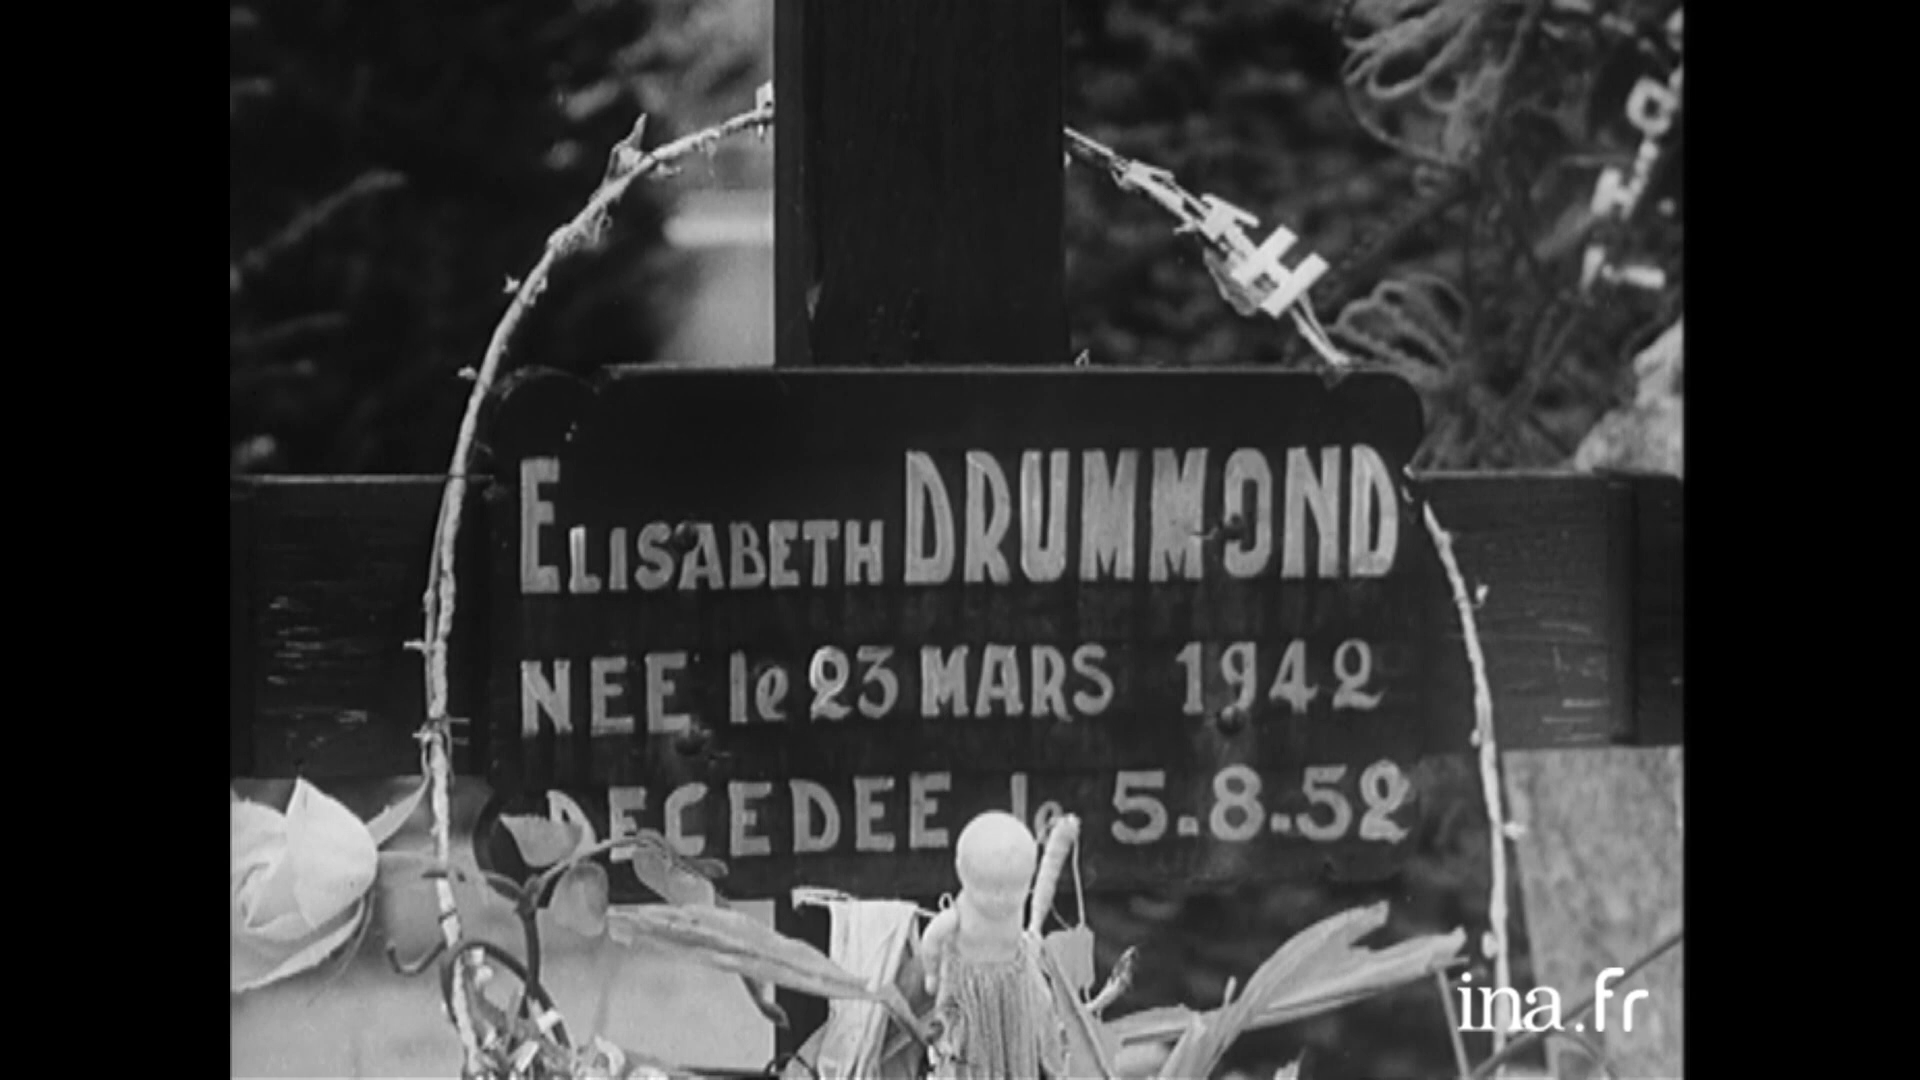 ELISABETH DRUMMOND
NEE le 23 MARS 1942
DECEDEE le 5.8.52
ina.fr